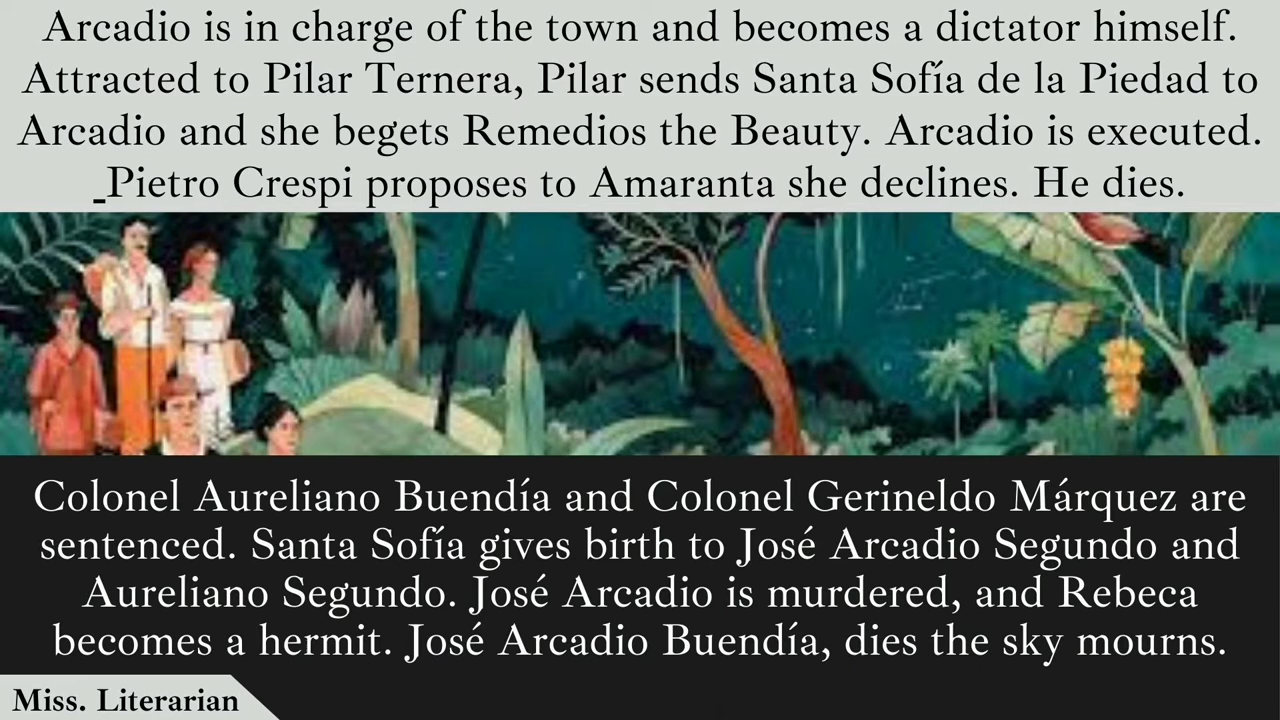 Arcadio is in charge of the town and becomes a dictator himself.
Attracted to Pilar Ternera, Pilar sends Santa Sofía de la Piedad to
Arcadio and she begets Remedios the Beauty. Arcadio is executed.
_Pietro Crespi proposes to Amaranta she declines. He dies.
Colonel Aureliano Buendía and Colonel Gerineldo Márquez are
sentenced. Santa Sofía gives birth to José Arcadio Segundo and
Aureliano Segundo. José Arcadio is murdered, and Rebeca
becomes a hermit. José Arcadio Buendía, dies the sky mourns.
Miss. Literarian